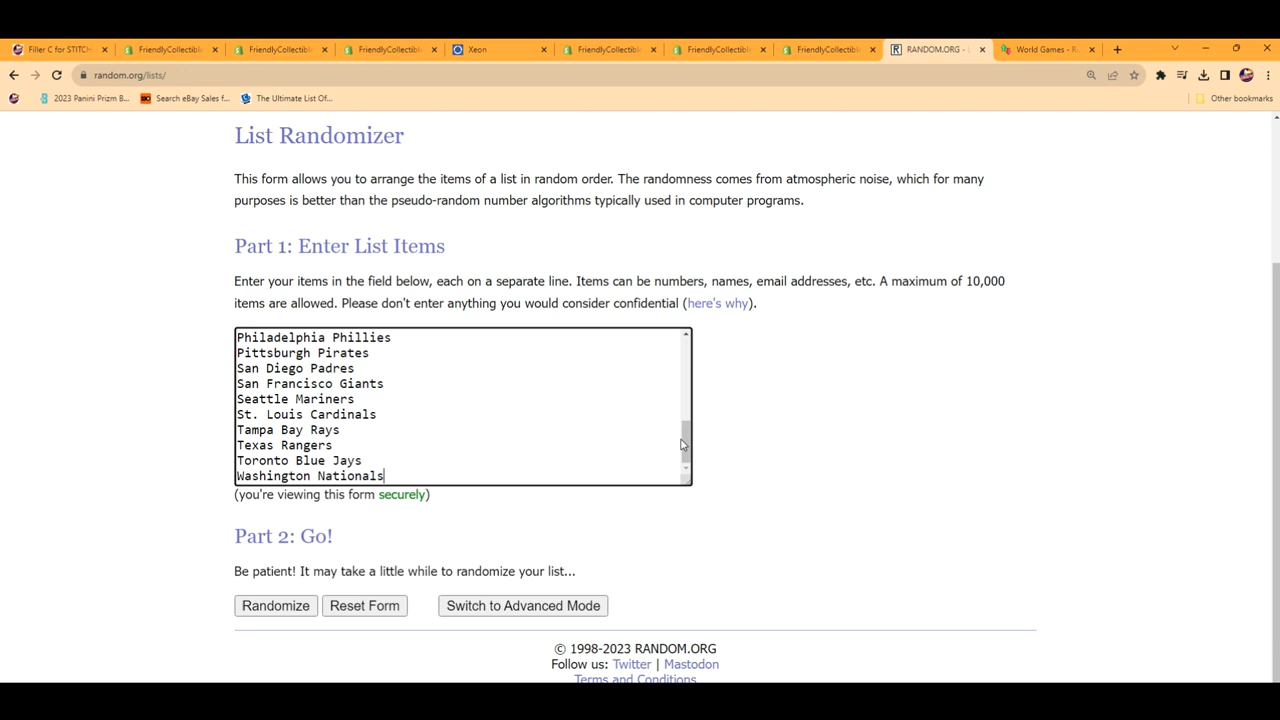 Filler C for STITCH
FriendlyCollectible
FriendlyCollectible
FriendlyCollectible
Xeon
FriendlyCollectible
FriendlyCollectible
FriendlyCollectible
RANDOM.ORG - L
World Games - R
random.org/lists/
2023 Panini Prizm B...
Search eBay Sales f...
The Ultimate List Of...
Other bookmarks
List Randomizer
This form allows you to arrange the items of a list in random order. The randomness comes from atmospheric noise, which for many
purposes is better than the pseudo-random number algorithms typically used in computer programs.
Part 1: Enter List Items
Enter your items in the field below, each on a separate line. Items can be numbers, names, email addresses, etc. A maximum of 10,000
items are allowed. Please don't enter anything you would consider confidential (here's why).
Philadelphia Phillies
Pittsburgh Pirates
San Diego Padres
San Francisco Giants
Seattle Mariners
St. Louis Cardinals
Tampa Bay Rays
Texas Rangers
Toronto Blue Jays
Washington Nationals
(you're viewing this form securely)
Part 2: Go!
Be patient! It may take a little while to randomize your list...
Randomize
Reset Form
Switch to Advanced Mode
© 1998-2023 RANDOM.ORG
Follow us: Twitter | Mastodon
Terms and Conditions